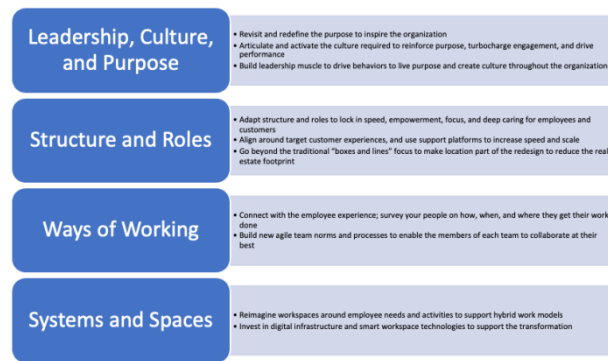 Leadership, Culture,
and Purpose
• Revisit and redefine the purpose to inspire the organization
• Articulate and activate the culture required to reinforce purpose, turbocharge engagement, and drive
performance
• Build leadership muscle to drive behaviors to live purpose and create culture throughout the organization
Structure and Roles
• Adapt structure and roles to lock in speed, empowerment, focus, and deep caring for employees and
customers
• Align around target customer experiences, and use support platforms to increase speed and scale
• Go beyond the traditional "boxes and lines" focus to make location part of the redesign to reduce the real
estate footprint
Ways of Working
• Connect with the employee experience; survey your people on how, when, and where they get their work
done
• Build new agile team norms and processes to enable the members of each team to collaborate at their
best
Systems and Spaces
• Reimagine workspaces around employee needs and activities to support hybrid work models
• Invest in digital infrastructure and smart workspace technologies to support the transformation